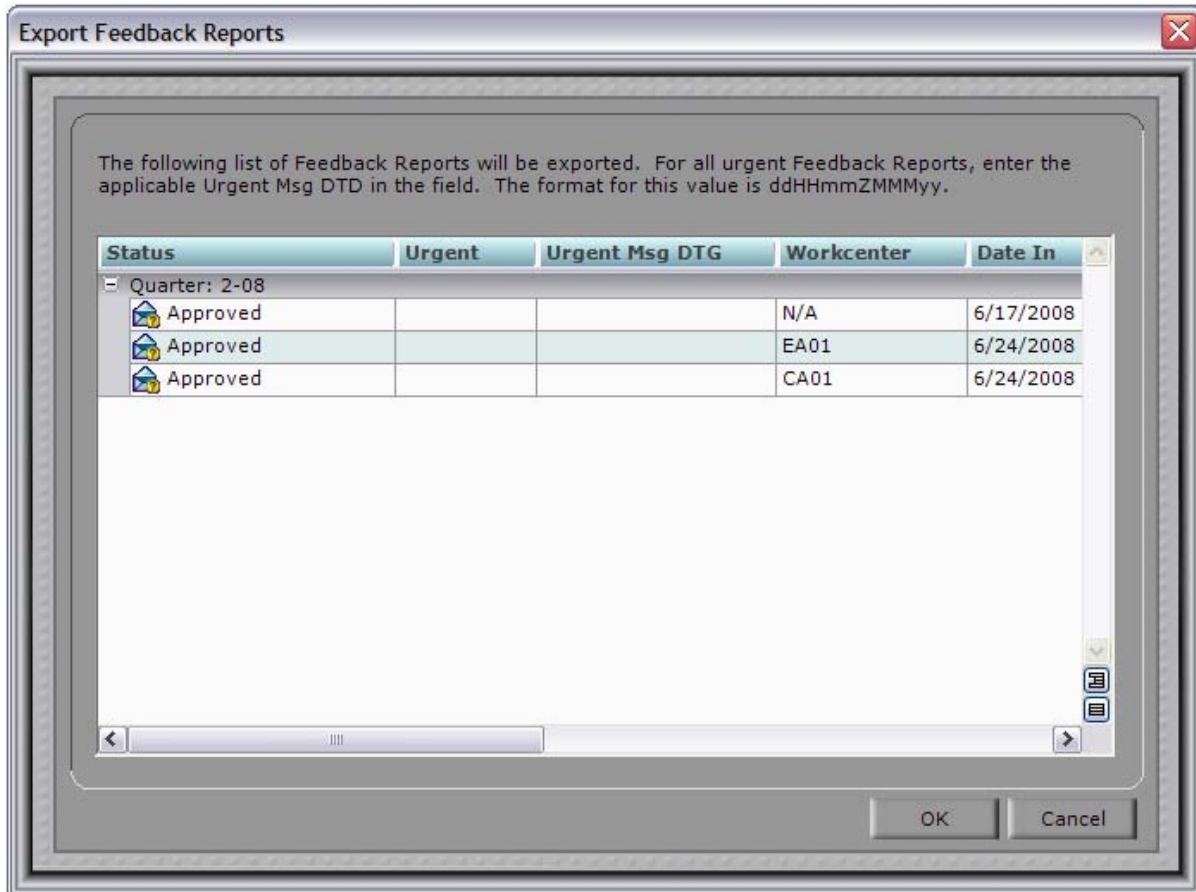 Export Feedback Reports
The following list of Feedback Reports will be exported.  For all urgent Feedback Reports, enter the
applicable Urgent Msg DTD in the field.  The format for this value is ddHHmmZMMMyy.
Status Urgent Urgent Msg DTG Workcenter Date In
Quarter: 2-08
Approved N/A 6/17/2008
Approved EA01 6/24/2008
Approved CA01 6/24/2008
OK Cancel